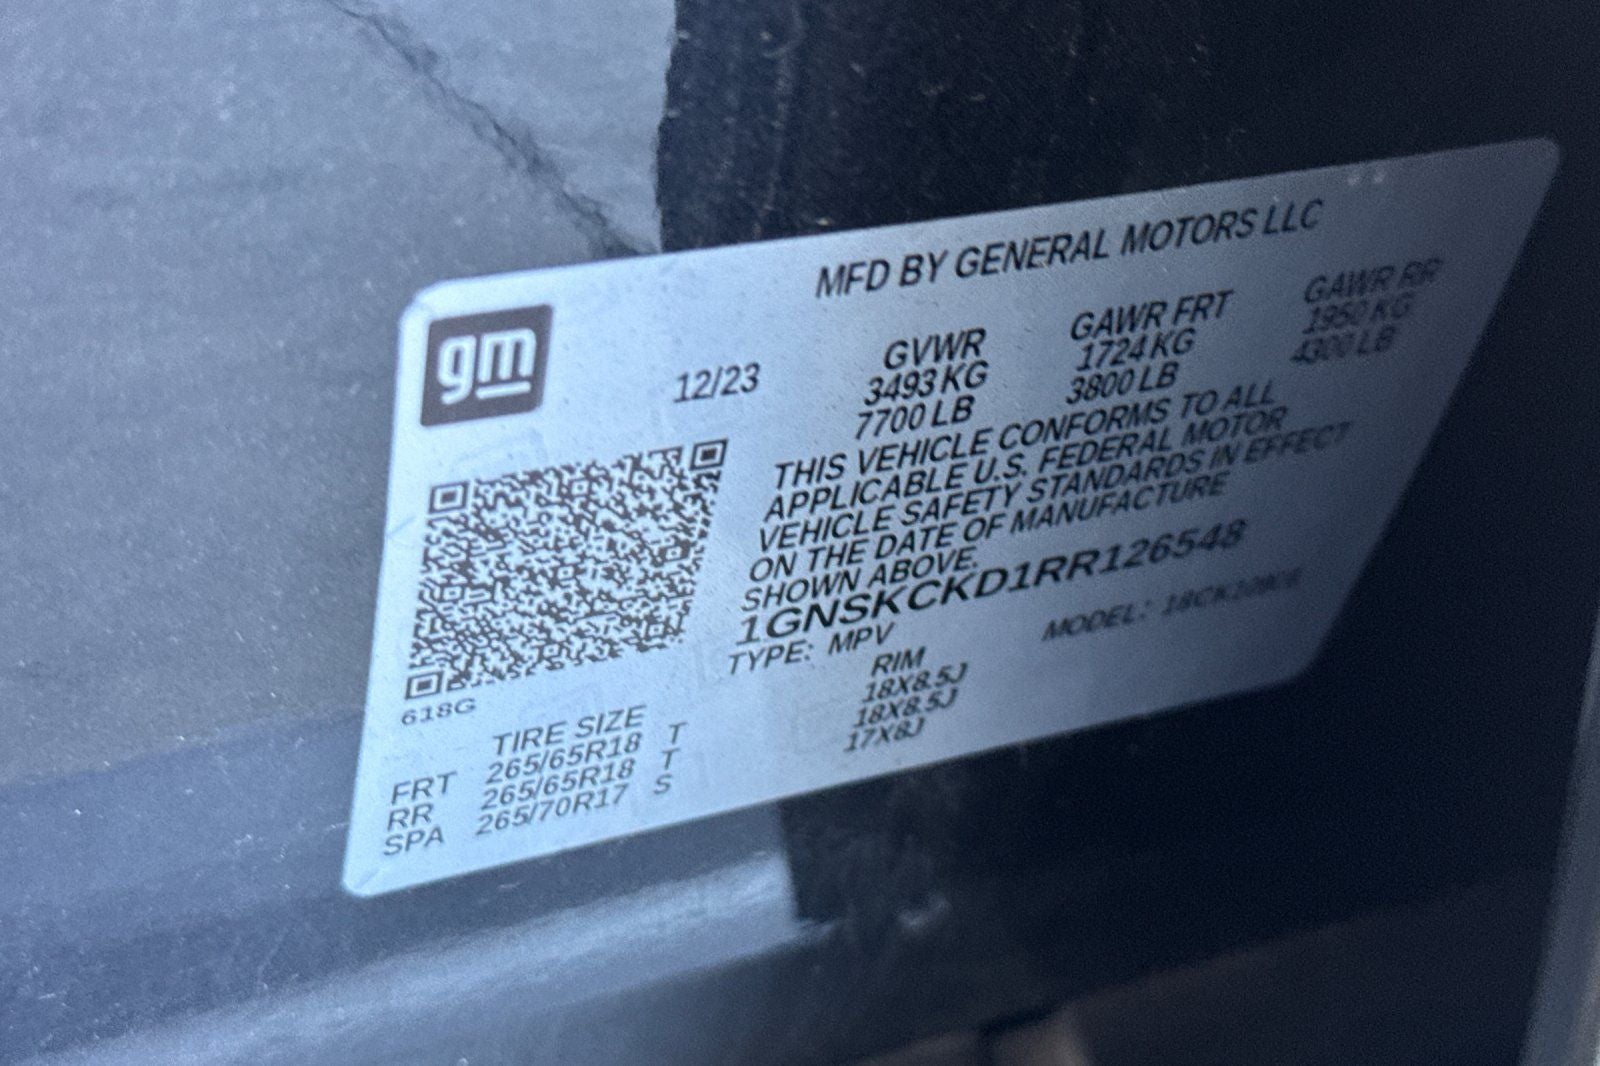 MFD BY GENERAL MOTORS LLC
gm
12/23
GVWR GAWR FRT GAWR RR
3493 KG 1724 KG 1950 KG
7700 LB 3800 LB 4300 LB
THIS VEHICLE CONFORMS TO ALL
APPLICABLE U.S. FEDERAL MOTOR
VEHICLE SAFETY STANDARDS IN EFFECT
ON THE DATE OF MANUFACTURE
SHOWN ABOVE.
1GNSKCKD1RR126548
TYPE: MPV MODEL:
618G
TIRE SIZE RIM
FRT 265/65R18 T 18X8.5J
RR 265/65R18 T 18X8.5J
SPA 265/70R17 S 17X8J